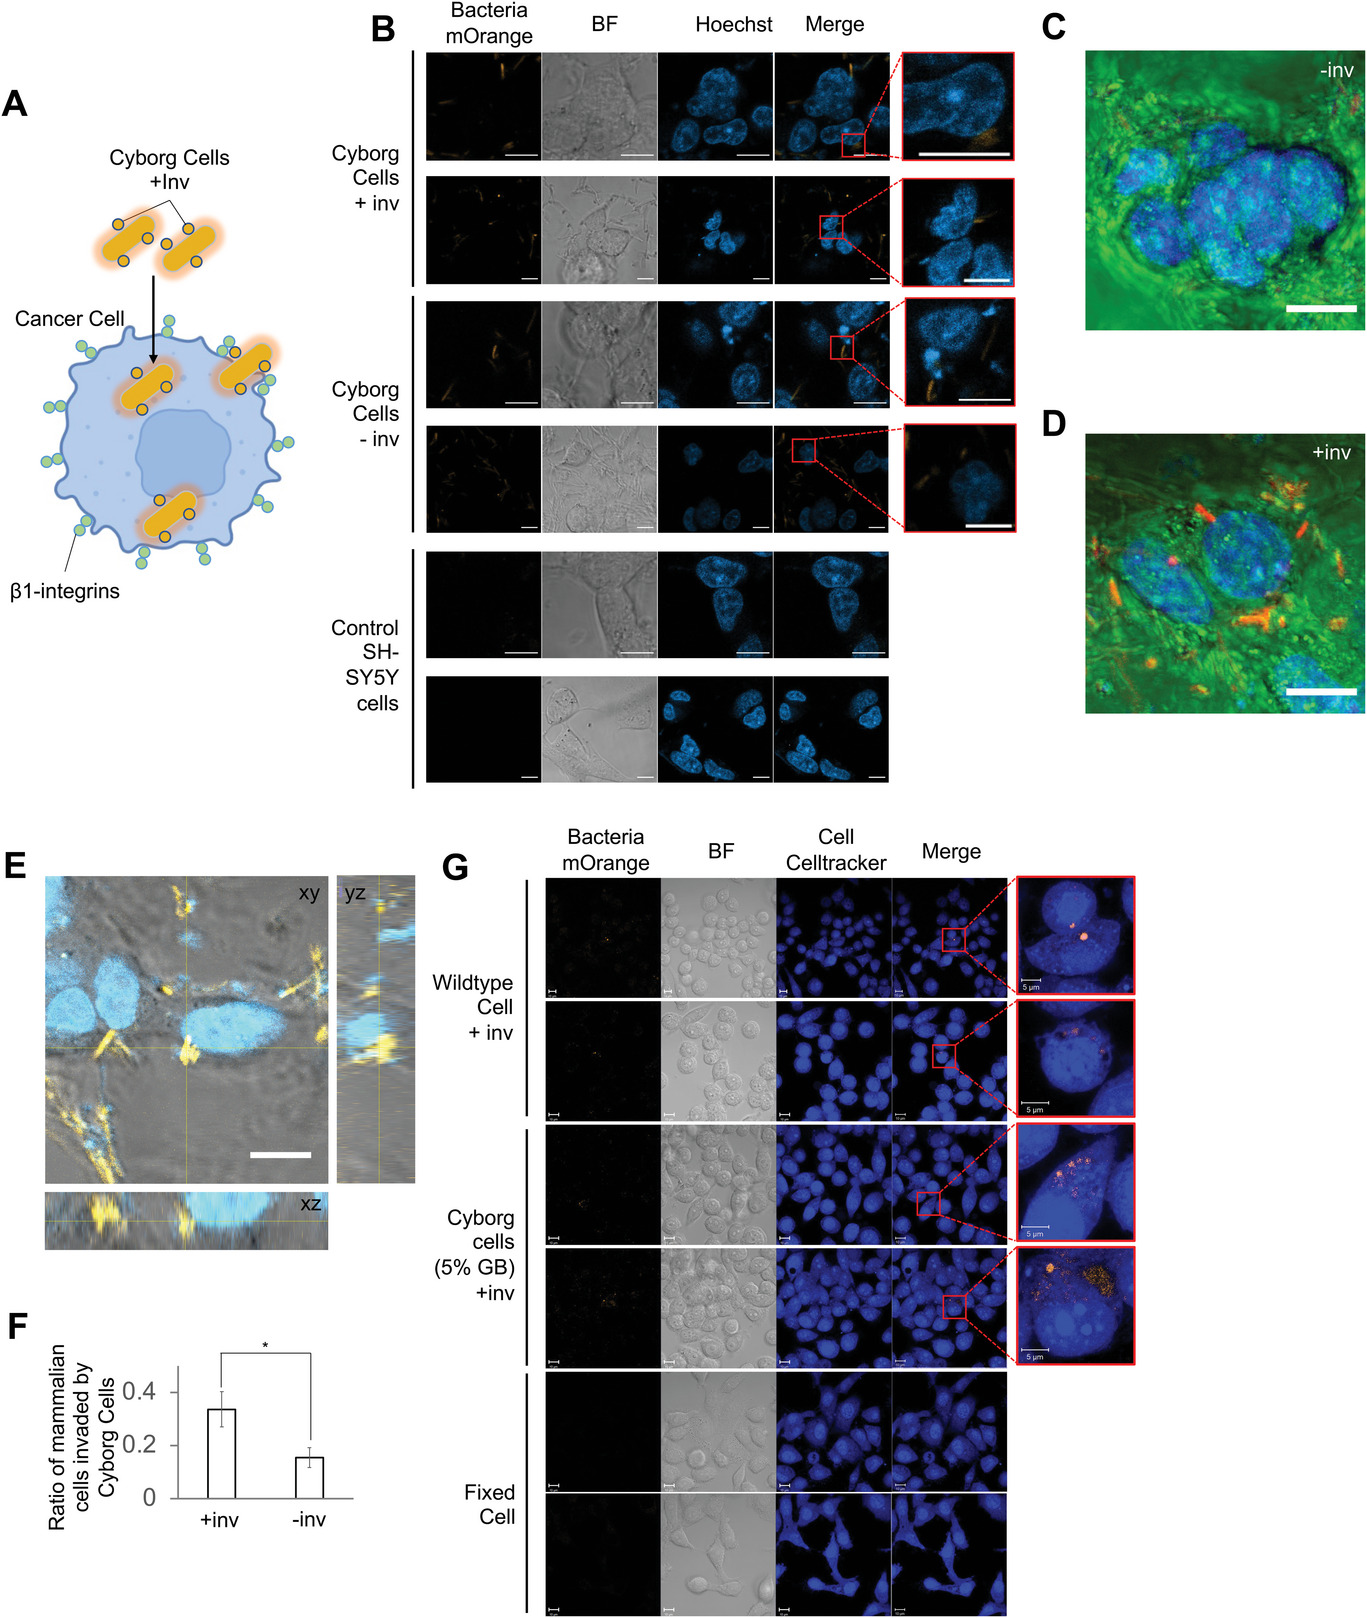 A
Cyborg Cells
+Inv
Cancer Cell
β1-integrins
B
Bacteria
mOrange
BF
Hoechst
Merge
Cyborg
Cells
+ inv
Cyborg
Cells
- inv
Control
SH-
SY5Y
cells
C
-inv
D
+inv
E
xy
yz
xz
F
Ratio of mammalian
cells invaded by
Cyborg Cells
0.4
0.2
0
*
+inv
-inv
G
Bacteria
mOrange
BF
Cell
Celltracker
Merge
Wildtype
Cell
+ inv
5 µm
5 µm
Cyborg
cells
(5% GB)
+inv
5 µm
5 µm
Fixed
Cell